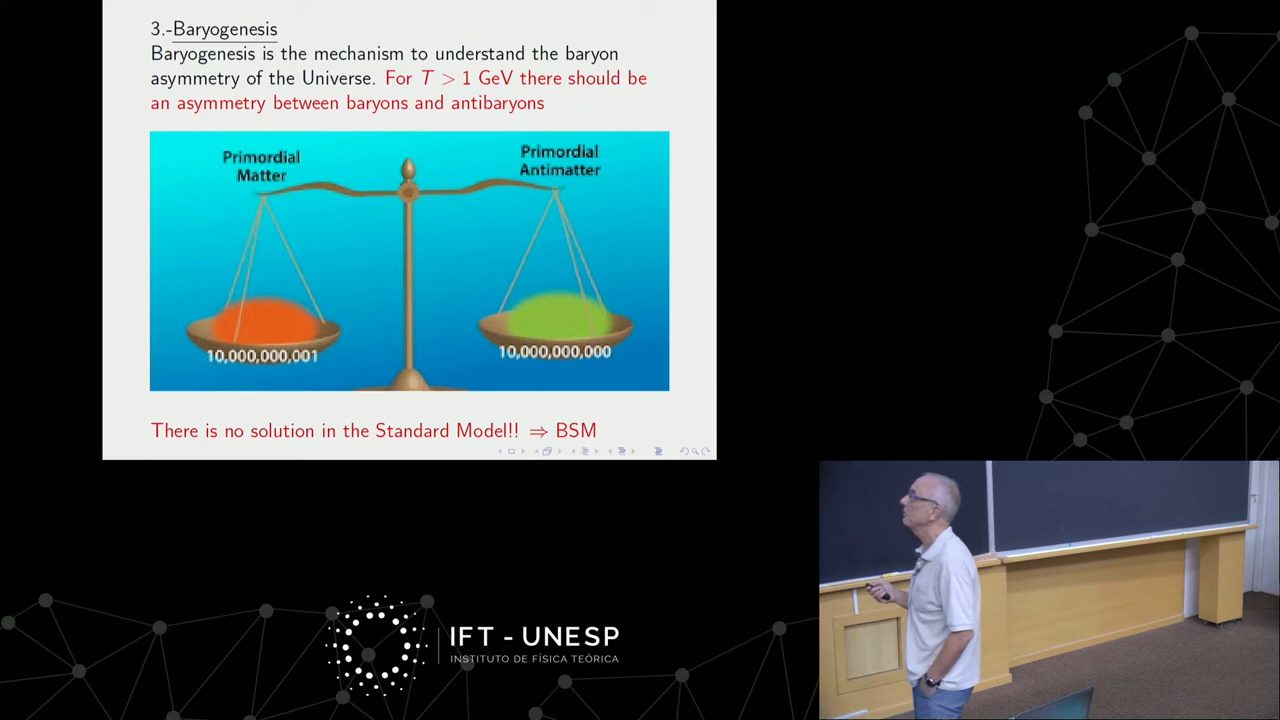 3.-Baryogenesis
Baryogenesis is the mechanism to understand the baryon
asymmetry of the Universe. For T > 1 GeV there should be
an asymmetry between baryons and antibaryons
Primordial
Matter
Primordial
Antimatter
10,000,000,001
10,000,000,000
There is no solution in the Standard Model!! ⇒ BSM
IFT - UNESP
INSTITUTO DE FÍSICA TEÓRICA